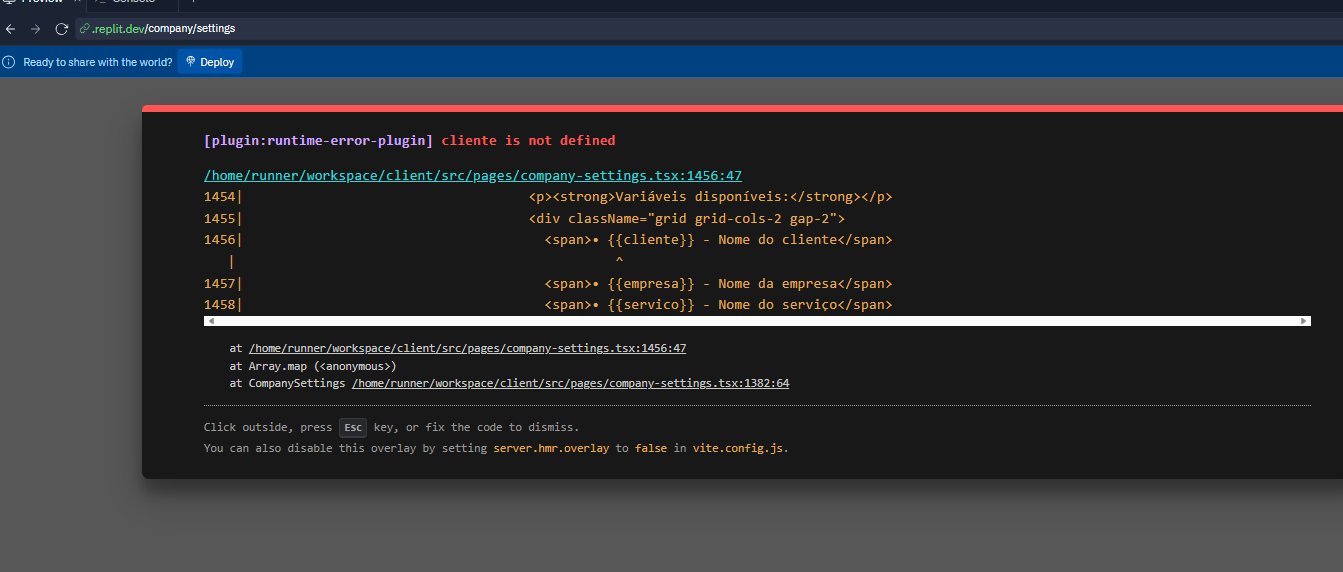 Preview
Console
.replit.dev/company/settings
Ready to share with the world? Deploy
[plugin:runtime-error-plugin] cliente is not defined
/home/runner/workspace/client/src/pages/company-settings.tsx:1456:47
1454| <p><strong>Variáveis disponíveis:</strong></p>
1455| <div className="grid grid-cols-2 gap-2">
1456| <span>• {{cliente}} - Nome do cliente</span>
| ^
1457| <span>• {{empresa}} - Nome da empresa</span>
1458| <span>• {{servico}} - Nome do serviço</span>
at /home/runner/workspace/client/src/pages/company-settings.tsx:1456:47
at Array.map (<anonymous>)
at CompanySettings /home/runner/workspace/client/src/pages/company-settings.tsx:1382:64
Click outside, press Esc key, or fix the code to dismiss.
You can also disable this overlay by setting server.hmr.overlay to false in vite.config.js.